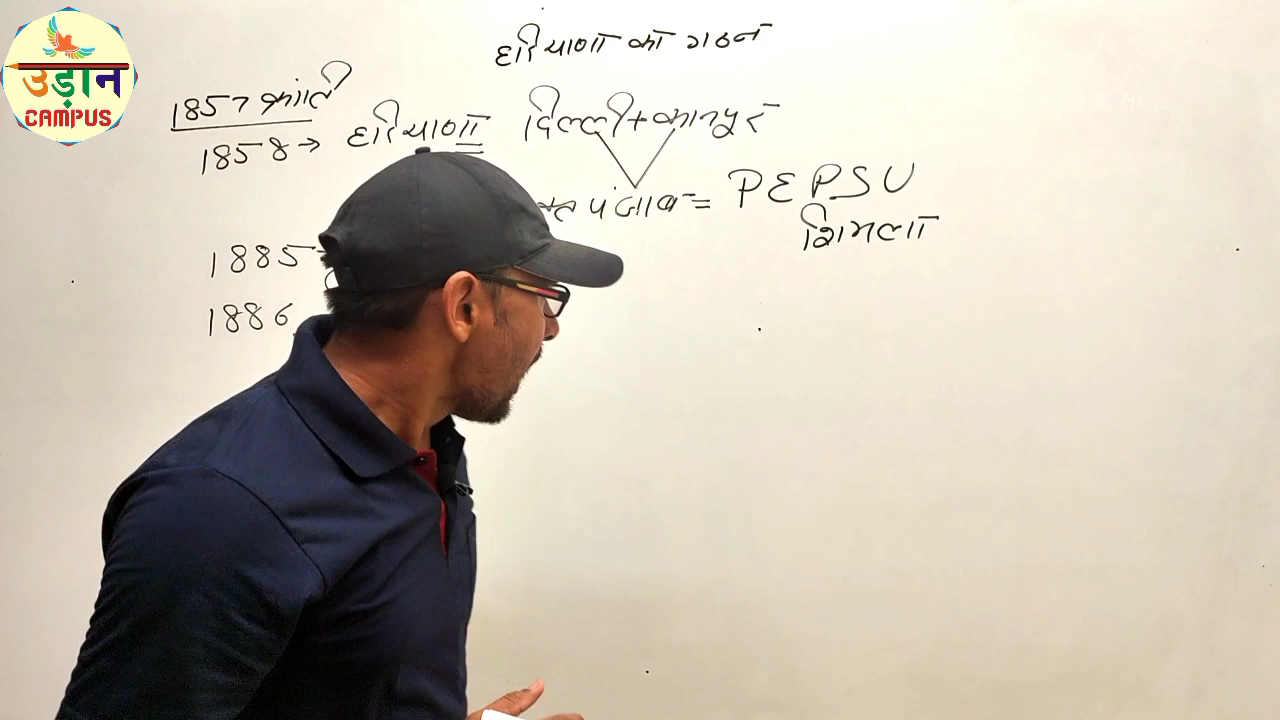 उड़ान
CAMPUS
हरियाणा का गठन
1857 क्रांति
1858→ हरियाणा दिल्ली+कानपुर
पंजाब = PEPSU
शिमला
1885
1886